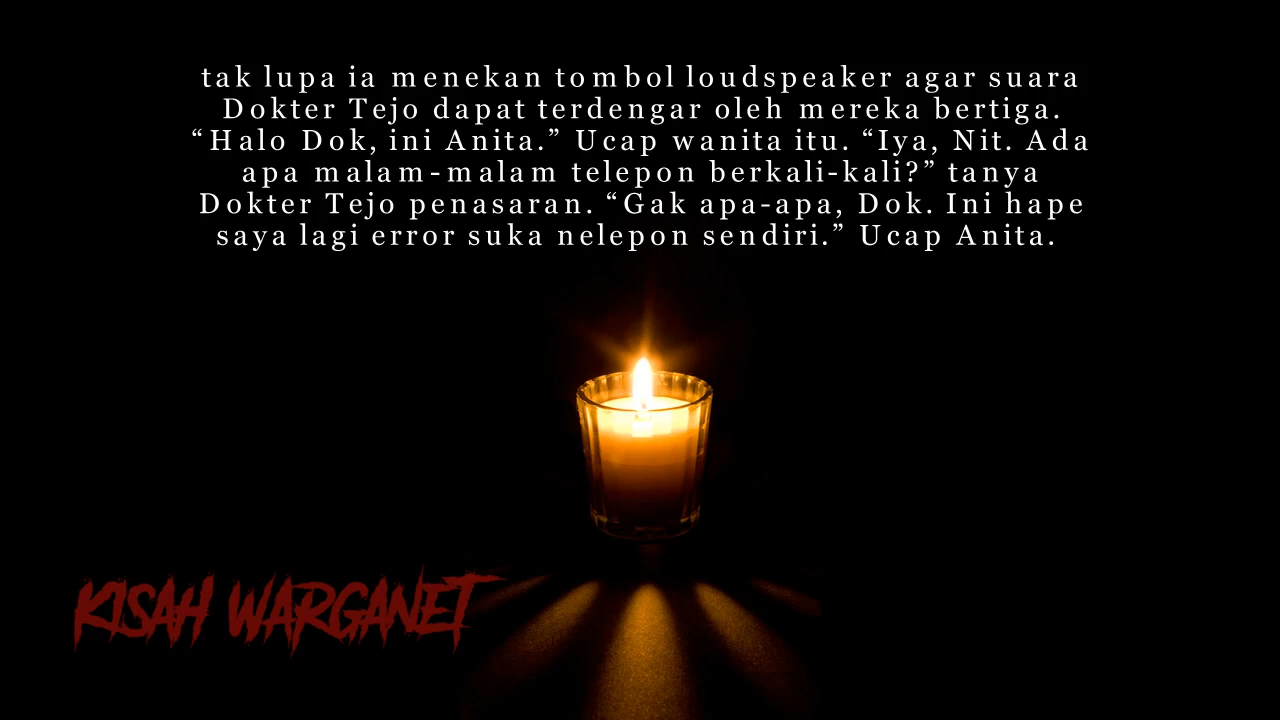 tak lupa ia menekan tombol loudspeaker agar suara
Dokter Tejo dapat terdengar oleh mereka bertiga.
“Halo Dok, ini Anita.” Ucap wanita itu. “Iya, Nit. Ada
apa malam-malam telepon berkali-kali?” tanya
Dokter Tejo penasaran. “Gak apa-apa, Dok. Ini hape
saya lagi error suka nelepon sendiri.” Ucap Anita.
KISAH WARGANET